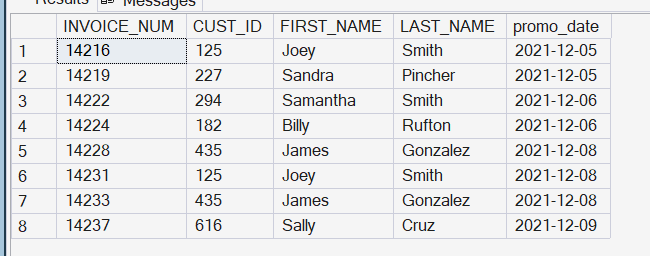 Results Messages
INVOICE_NUM CUST_ID FIRST_NAME LAST_NAME promo_date
1 14216 125 Joey Smith 2021-12-05
2 14219 227 Sandra Pincher 2021-12-05
3 14222 294 Samantha Smith 2021-12-06
4 14224 182 Billy Rufton 2021-12-06
5 14228 435 James Gonzalez 2021-12-08
6 14231 125 Joey Smith 2021-12-08
7 14233 435 James Gonzalez 2021-12-08
8 14237 616 Sally Cruz 2021-12-09